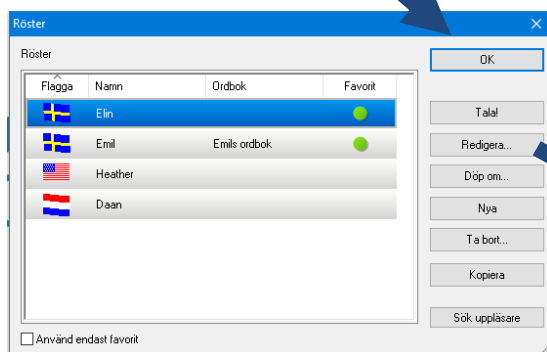 Röster
Röster
Flagga Namn Ordbok Favorit
Elin
Emil Emils ordbok
Heather
Daan
Använd endast favorit
OK
Tala!
Redigera...
Döp om...
Nya
Ta bort...
Kopiera
Sök uppläsare